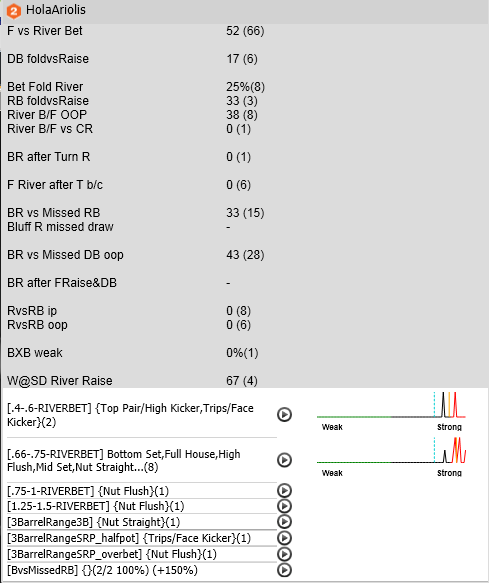 2 HolaAriolis
F vs River Bet 52 (66)
DB foldvsRaise 17 (6)
Bet Fold River 25%(8)
RB foldvsRaise 33 (3)
River B/F OOP 38 (8)
River B/F vs CR 0 (1)
BR after Turn R 0 (1)
F River after T b/c 0 (6)
BR vs Missed RB 33 (15)
Bluff R missed draw -
BR vs Missed DB oop 43 (28)
BR after FRaise&DB -
RvsRB ip 0 (8)
RvsRB oop 0 (6)
BXB weak 0%(1)
W@SD River Raise 67 (4)
[.4-.6-RIVERBET] {Top Pair/High Kicker,Trips/Face
Kicker}(2)
Weak Strong
[.66-.75-RIVERBET] Bottom Set,Full House,High
Flush,Mid Set,Nut Straight...(8)
Weak Strong
[.75-1-RIVERBET] {Nut Flush}(1)
[1.25-1.5-RIVERBET] {Nut Flush}(1)
[3BarrelRange3B] {Nut Straight}(1)
[3BarrelRangeSRP_halfpot] {Trips/Face Kicker}(1)
[3BarrelRangeSRP_overbet] {Nut Flush}(1)
[BvsMissedRB] {}(2/2 100%) (+150%)